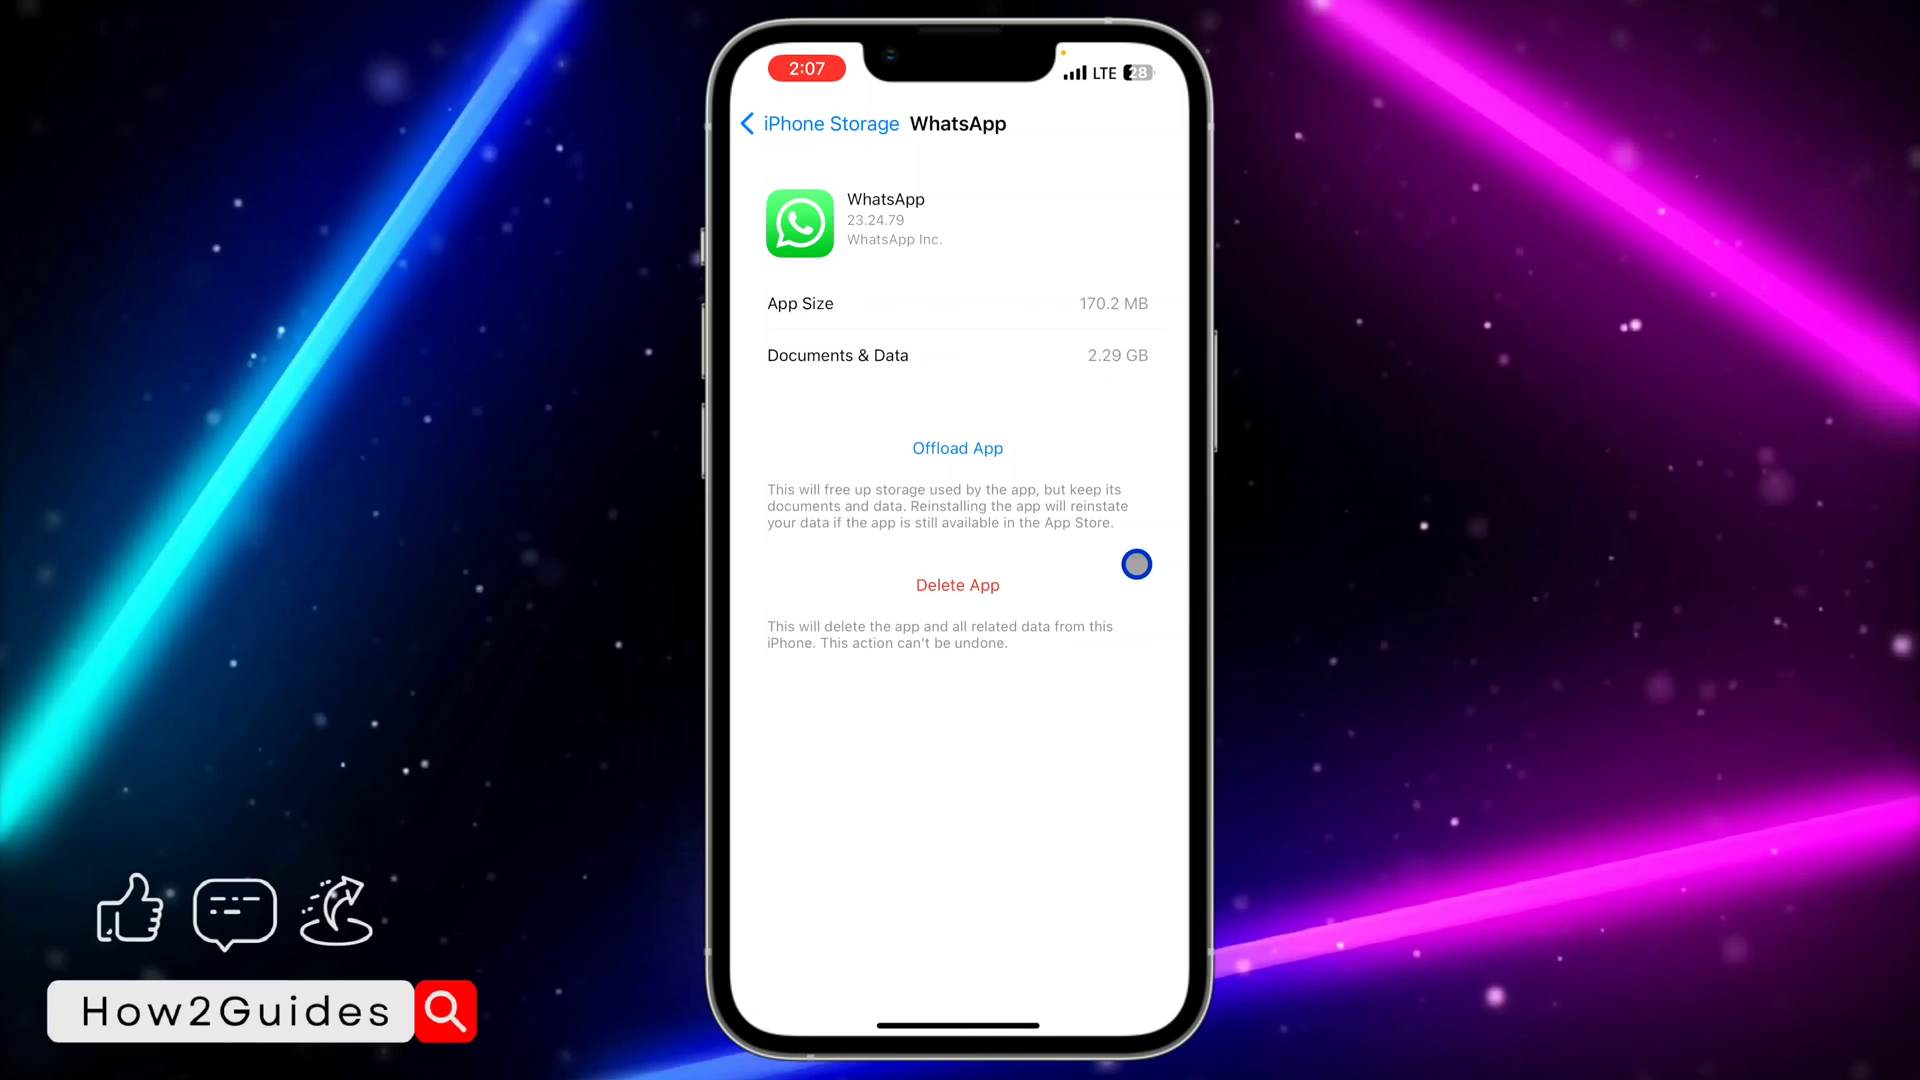 2:07
LTE 28
iPhone Storage WhatsApp
WhatsApp
23.24.79
WhatsApp Inc.
App Size 170.2 MB
Documents & Data 2.29 GB
Offload App
This will free up storage used by the app, but keep its
documents and data. Reinstalling the app will reinstate
your data if the app is still available in the App Store.
Delete App
This will delete the app and all related data from this
iPhone. This action can't be undone.
How2Guides